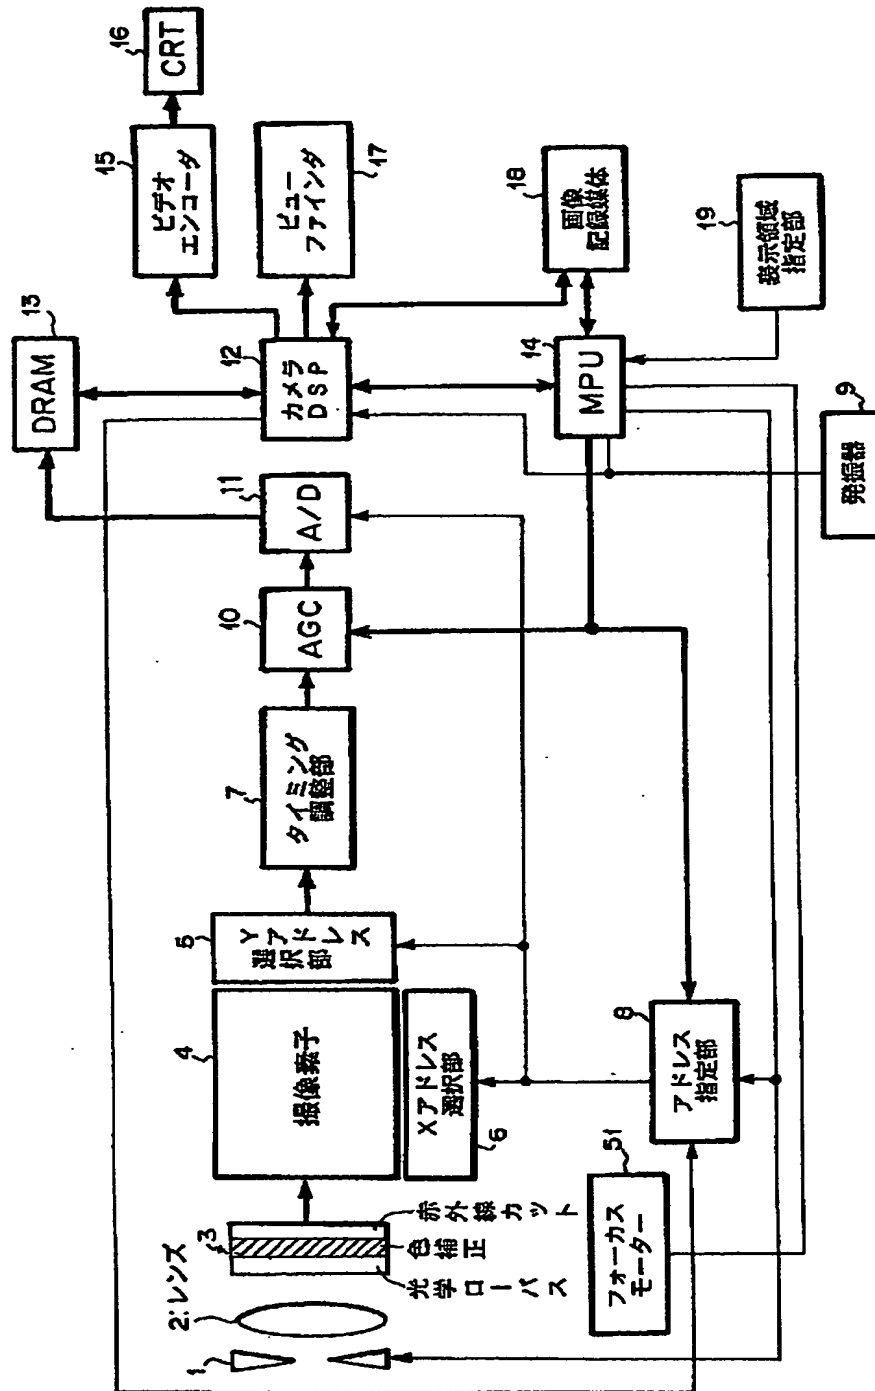 1
2:レンズ
3
光学ローパス
色補正
赤外線カット
4
撮像素子
5
Yアドレス
選択部
6
Xアドレス
選択部
7
タイミング
調整部
8
アドレス
指定部
51
フォーカス
モーター
10
AGC
11
A/D
13
DRAM
12
カメラ
DSP
14
MPU
9
発振器
15
ビデオ
エンコーダ
16
CRT
17
ビュー
ファインダ
18
画像
記録媒体
19
表示領域
指定部